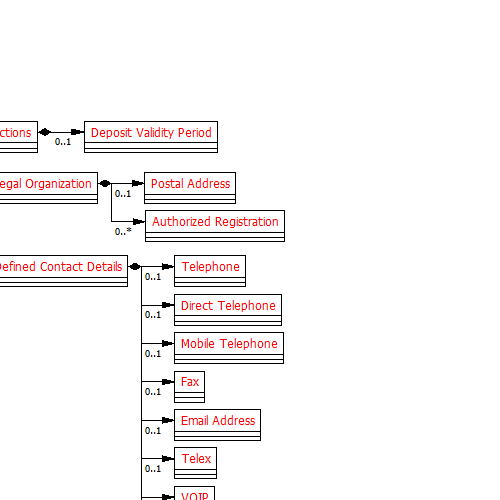 ctions
0..1
Deposit Validity Period
egal Organization
0..1
Postal Address
0..*
Authorized Registration
efined Contact Details
0..1
Telephone
0..1
Direct Telephone
0..1
Mobile Telephone
0..1
Fax
0..1
Email Address
0..1
Telex
VOIP